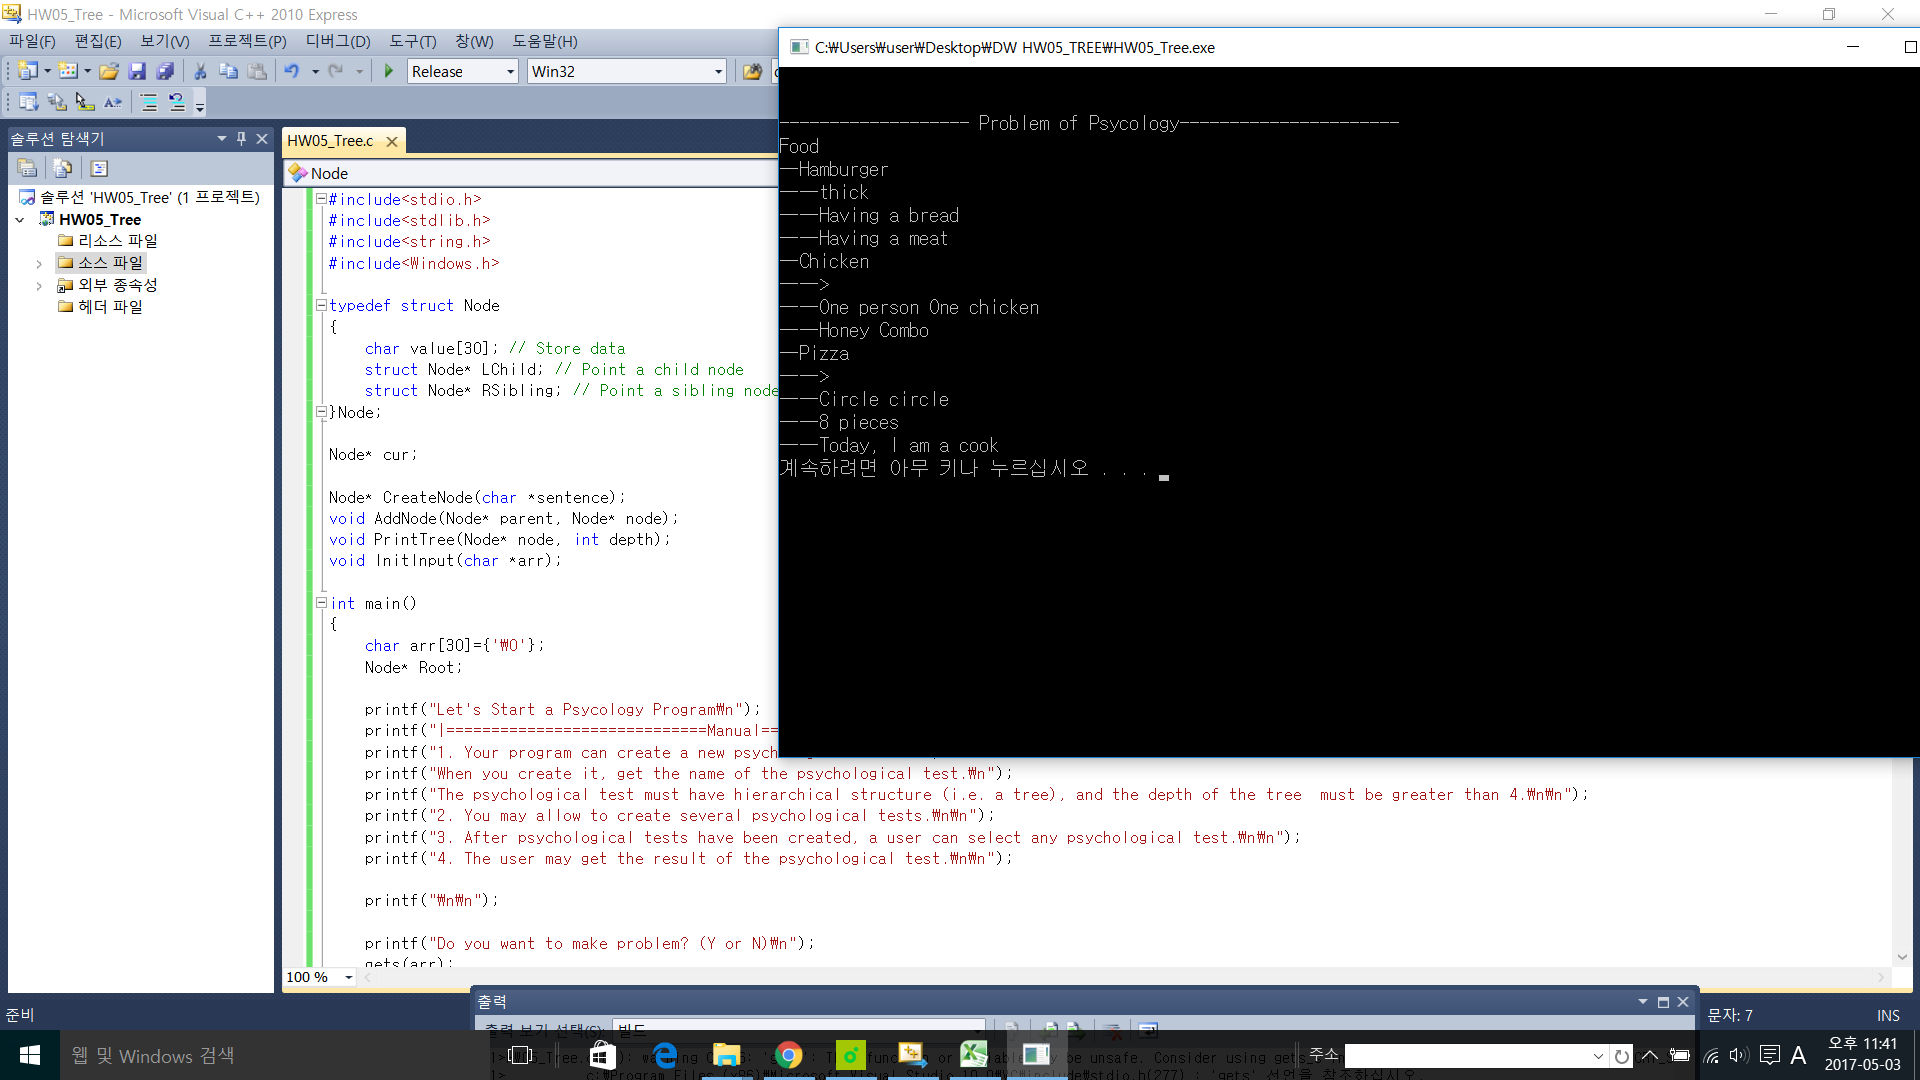 HW05_Tree - Microsoft Visual C++ 2010 Express
파일(F) 편집(E) 보기(V) 프로젝트(P) 디버그(D) 도구(T) 창(W) 도움말(H)
Release
Win32
솔루션 탐색기
솔루션 'HW05_Tree' (1 프로젝트)
HW05_Tree
리소스 파일
소스 파일
외부 종속성
헤더 파일
HW05_Tree.c
Node
#include<stdio.h>
#include<stdlib.h>
#include<string.h>
#include<Windows.h>
typedef struct Node
{
char value[30]; // Store data
struct Node* LChild; // Point a child node
struct Node* RSibling; // Point a sibling node
}Node;
Node* cur;
Node* CreateNode(char *sentence);
void AddNode(Node* parent, Node* node);
void PrintTree(Node* node, int depth);
void InitInput(char *arr);
int main()
{
char arr[30]={'₩0'};
Node* Root;
printf("Let's Start a Psycology Program₩n");
printf("|=============================Manual==
printf("1. Your program can create a new psych
printf("When you create it, get the name of the psychological test.₩n");
printf("The psychological test must have hierarchical structure (i.e. a tree), and the depth of the tree  must be greater than 4.₩n₩n");
printf("2. You may allow to create several psychological tests.₩n₩n");
printf("3. After psychological tests have been created, a user can select any psychological test.₩n₩n");
printf("4. The user may get the result of the psychological test.₩n₩n");
printf("₩n₩n");
printf("Do you want to make problem? (Y or N)₩n");
gets(arr);
100 %
C:₩Users₩user₩Desktop₩DW HW05_TREE₩HW05_Tree.exe
------------------- Problem of Psycology----------------------
Food
--Hamburger
----thick
----Having a bread
----Having a meat
--Chicken
---->
----One person One chicken
----Honey Combo
--Pizza
---->
----Circle circle
----8 pieces
----Today, I am a cook
계속하려면 아무 키나 누르십시오 . . .
출력
출력 보기 선택(S): 빌드
준비
문자: 7
INS
웹 및 Windows 검색
주소
A
오후 11:41
2017-05-03